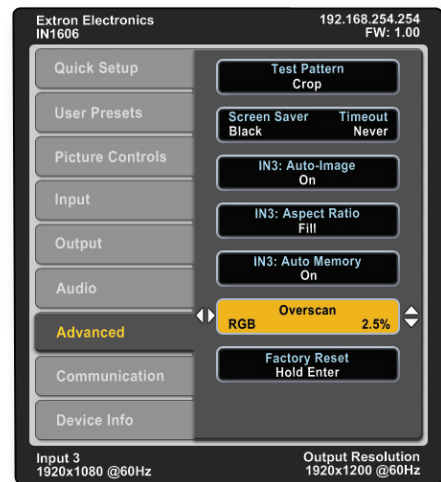 Extron Electronics
IN1606
192.168.254.254
FW: 1.00
Quick Setup
User Presets
Picture Controls
Input
Output
Audio
Advanced
Communication
Device Info
Test Pattern
Crop
Screen Saver Timeout
Black Never
IN3: Auto-Image
On
IN3: Aspect Ratio
Fill
IN3: Auto Memory
On
Overscan
RGB 2.5%
Factory Reset
Hold Enter
Input 3
1920x1080 @60Hz
Output Resolution
1920x1200 @60Hz